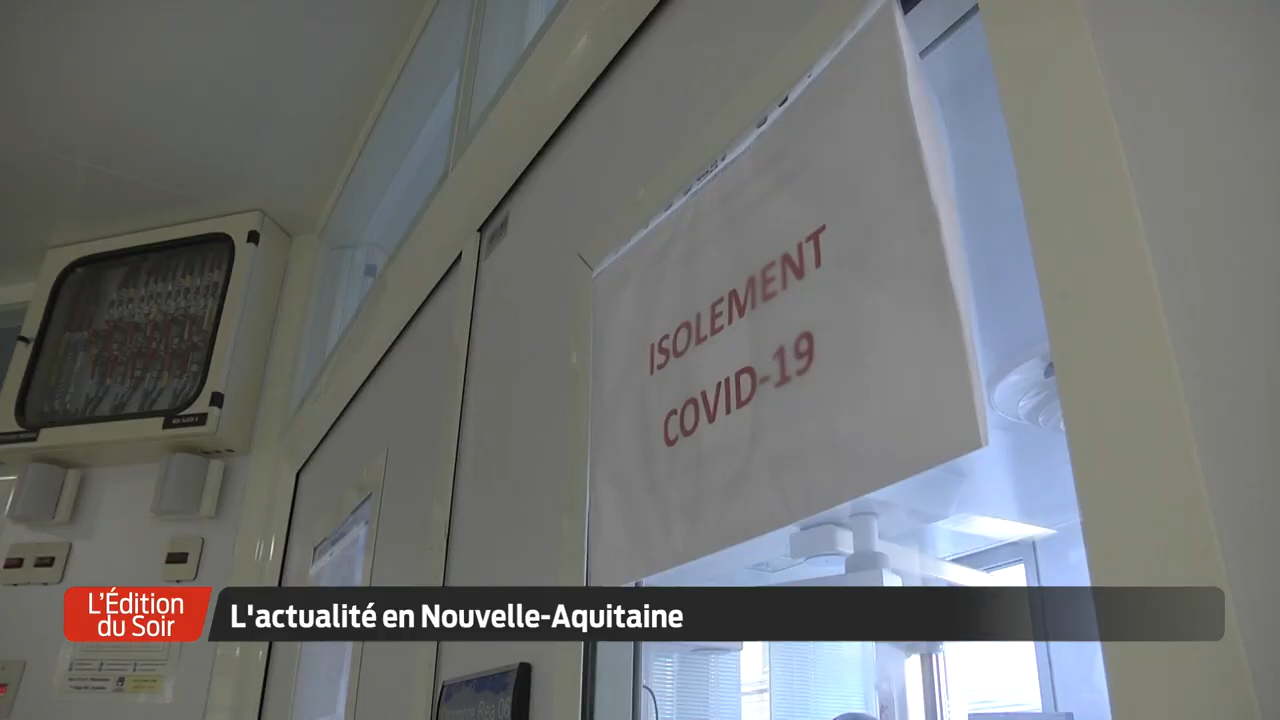 ISOLEMENT
COVID-19
L'Édition
du Soir
L'actualité en Nouvelle-Aquitaine